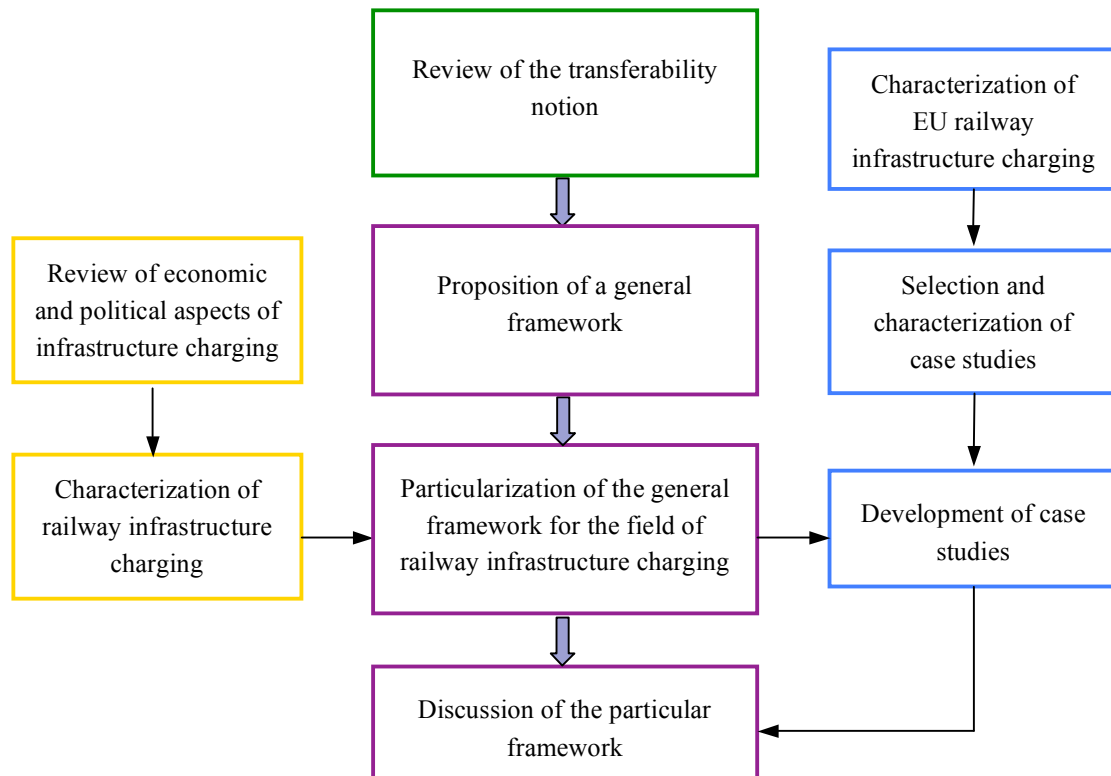 Review of the transferability
notion
Characterization of
EU railway
infrastructure charging
Review of economic
and political aspects of
infrastructure charging
Proposition of a general
framework
Selection and
characterization of
case studies
Characterization of
railway infrastructure
charging
Particularization of the general
framework for the field of
railway infrastructure charging
Development of case
studies
Discussion of the particular
framework